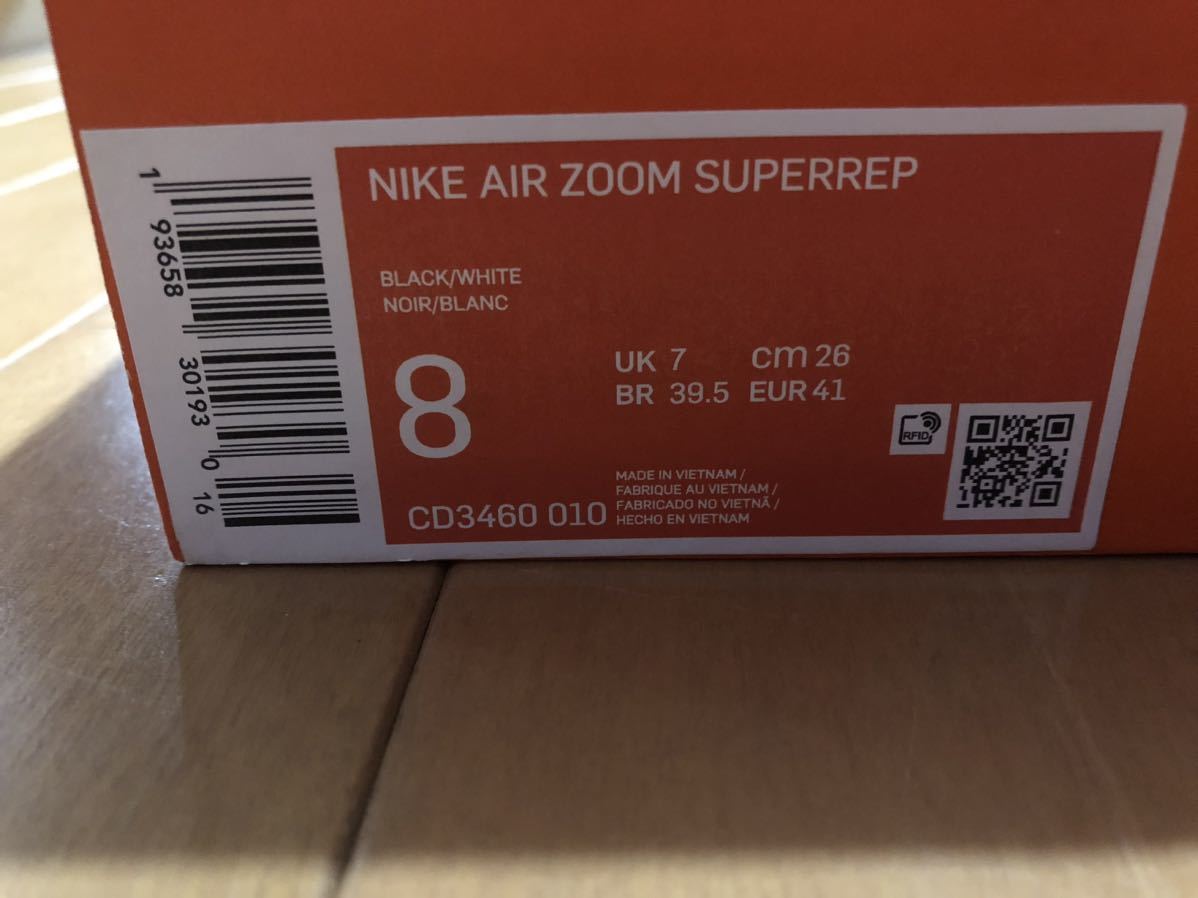 NIKE AIR ZOOM SUPERREP
BLACK/WHITE
NOIR/BLANC
8
UK 7 cm 26
BR 39.5 EUR 41
RFID
CD3460 010
MADE IN VIETNAM /
FABRIQUE AU VIETNAM /
FABRICADO NO VIETNÃ /
HECHO EN VIETNAM
1 93658 30193 0 16